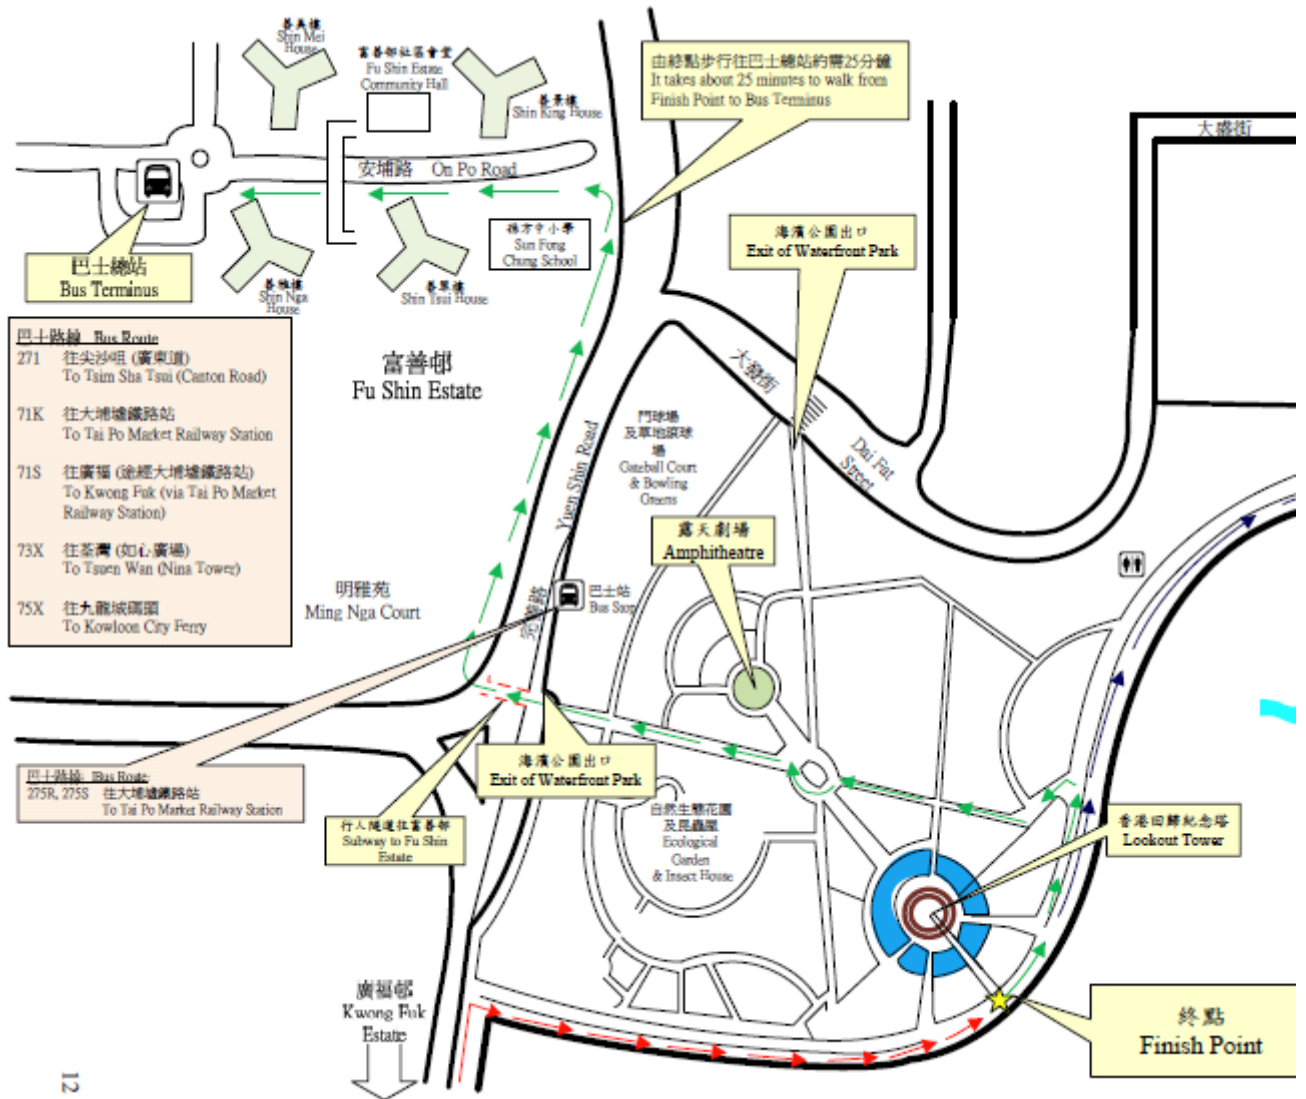 善美樓
Shin Mei
House
富善邨社區會堂
Fu Shin Estate
Community Hall
善景樓
Shin King House
由終點步行往巴士總站約需25分鐘
It takes about 25 minutes to walk from
Finish Point to Bus Terminus
大盛街
安埔路 On Po Road
巴士總站
Bus Terminus
善雅樓
Shin Nga
House
善翠樓
Shin Tsui House
孫方中小學
Sun Fong
Chung School
海濱公園出口
Exit of Waterfront Park
巴士路線 Bus Route
271 往尖沙咀 (廣東道)
To Tsim Sha Tsui (Canton Road)
71K 往大埔墟鐵路站
To Tai Po Market Railway Station
71S 往廣福 (途經大埔墟鐵路站)
To Kwong Fuk (via Tai Po Market
Railway Station)
73X 往荃灣 (如心廣場)
To Tsuen Wan (Nina Tower)
75X 往九龍城碼頭
To Kowloon City Ferry
富善邨
Fu Shin Estate
大發街
Dai Fat
Street
門球場
及草地滾球
場
Gateball Court
& Bowling
Greens
Yuen Shin Road
完善路
露天劇場
Amphitheatre
明雅苑
Ming Nga Court
巴士站
Bus Stop
海濱公園出口
Exit of Waterfront Park
巴士路線 Bus Route
275R, 275S 往大埔墟鐵路站
To Tai Po Market Railway Station
行人隧道往富善邨
Subway to Fu Shin
Estate
自然生態花園
及昆蟲屋
Ecological
Garden
& Insect House
香港回歸紀念塔
Lookout Tower
廣福邨
Kwong Fuk
Estate
終點
Finish Point
12